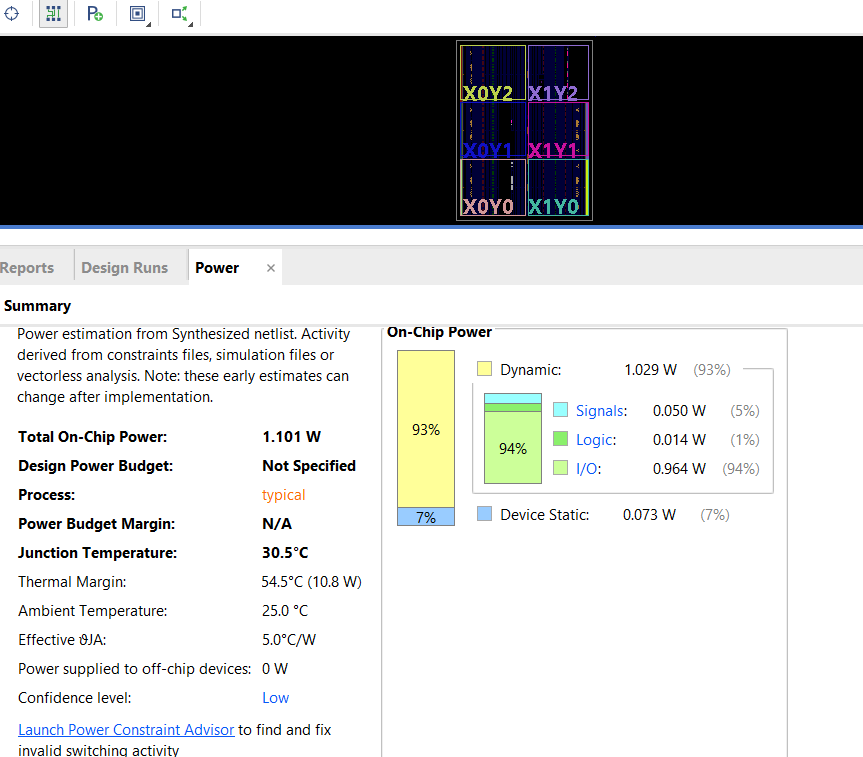 X0Y2 X1Y2
X0Y1 X1Y1
X0Y0 X1Y0
Reports Design Runs Power ×
Summary
Power estimation from Synthesized netlist. Activity
derived from constraints files, simulation files or
vectorless analysis. Note: these early estimates can
change after implementation.
Total On-Chip Power: 1.101 W
Design Power Budget: Not Specified
Process: typical
Power Budget Margin: N/A
Junction Temperature: 30.5°C
Thermal Margin: 54.5°C (10.8 W)
Ambient Temperature: 25.0 °C
Effective ϑJA: 5.0°C/W
Power supplied to off-chip devices: 0 W
Confidence level: Low
Launch Power Constraint Advisor to find and fix
invalid switching activity
On-Chip Power
93%
7%
Dynamic: 1.029 W (93%)
94%
Signals: 0.050 W (5%)
Logic: 0.014 W (1%)
I/O: 0.964 W (94%)
Device Static: 0.073 W (7%)